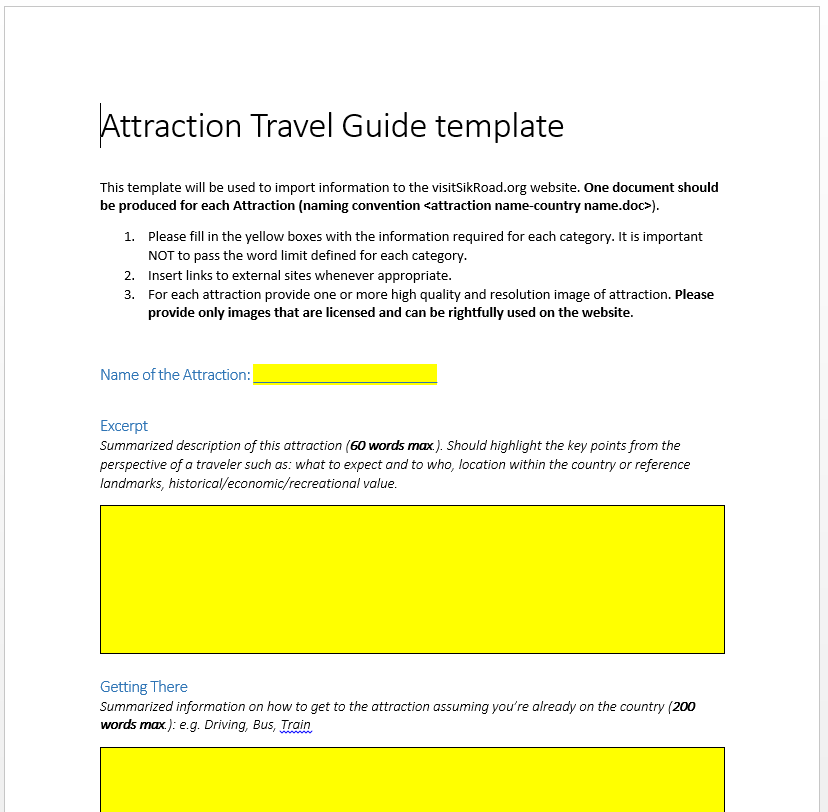 Attraction Travel Guide template
This template will be used to import information to the visitSikRoad.org website. One document should
be produced for each Attraction (naming convention <attraction name-country name.doc>).
1. Please fill in the yellow boxes with the information required for each category. It is important
NOT to pass the word limit defined for each category.
2. Insert links to external sites whenever appropriate.
3. For each attraction provide one or more high quality and resolution image of attraction. Please
provide only images that are licensed and can be rightfully used on the website.
Name of the Attraction:
Excerpt
Summarized description of this attraction (60 words max.). Should highlight the key points from the
perspective of a traveler such as: what to expect and to who, location within the country or reference
landmarks, historical/economic/recreational value.
Getting There
Summarized information on how to get to the attraction assuming you're already on the country (200
words max.): e.g. Driving, Bus, Train